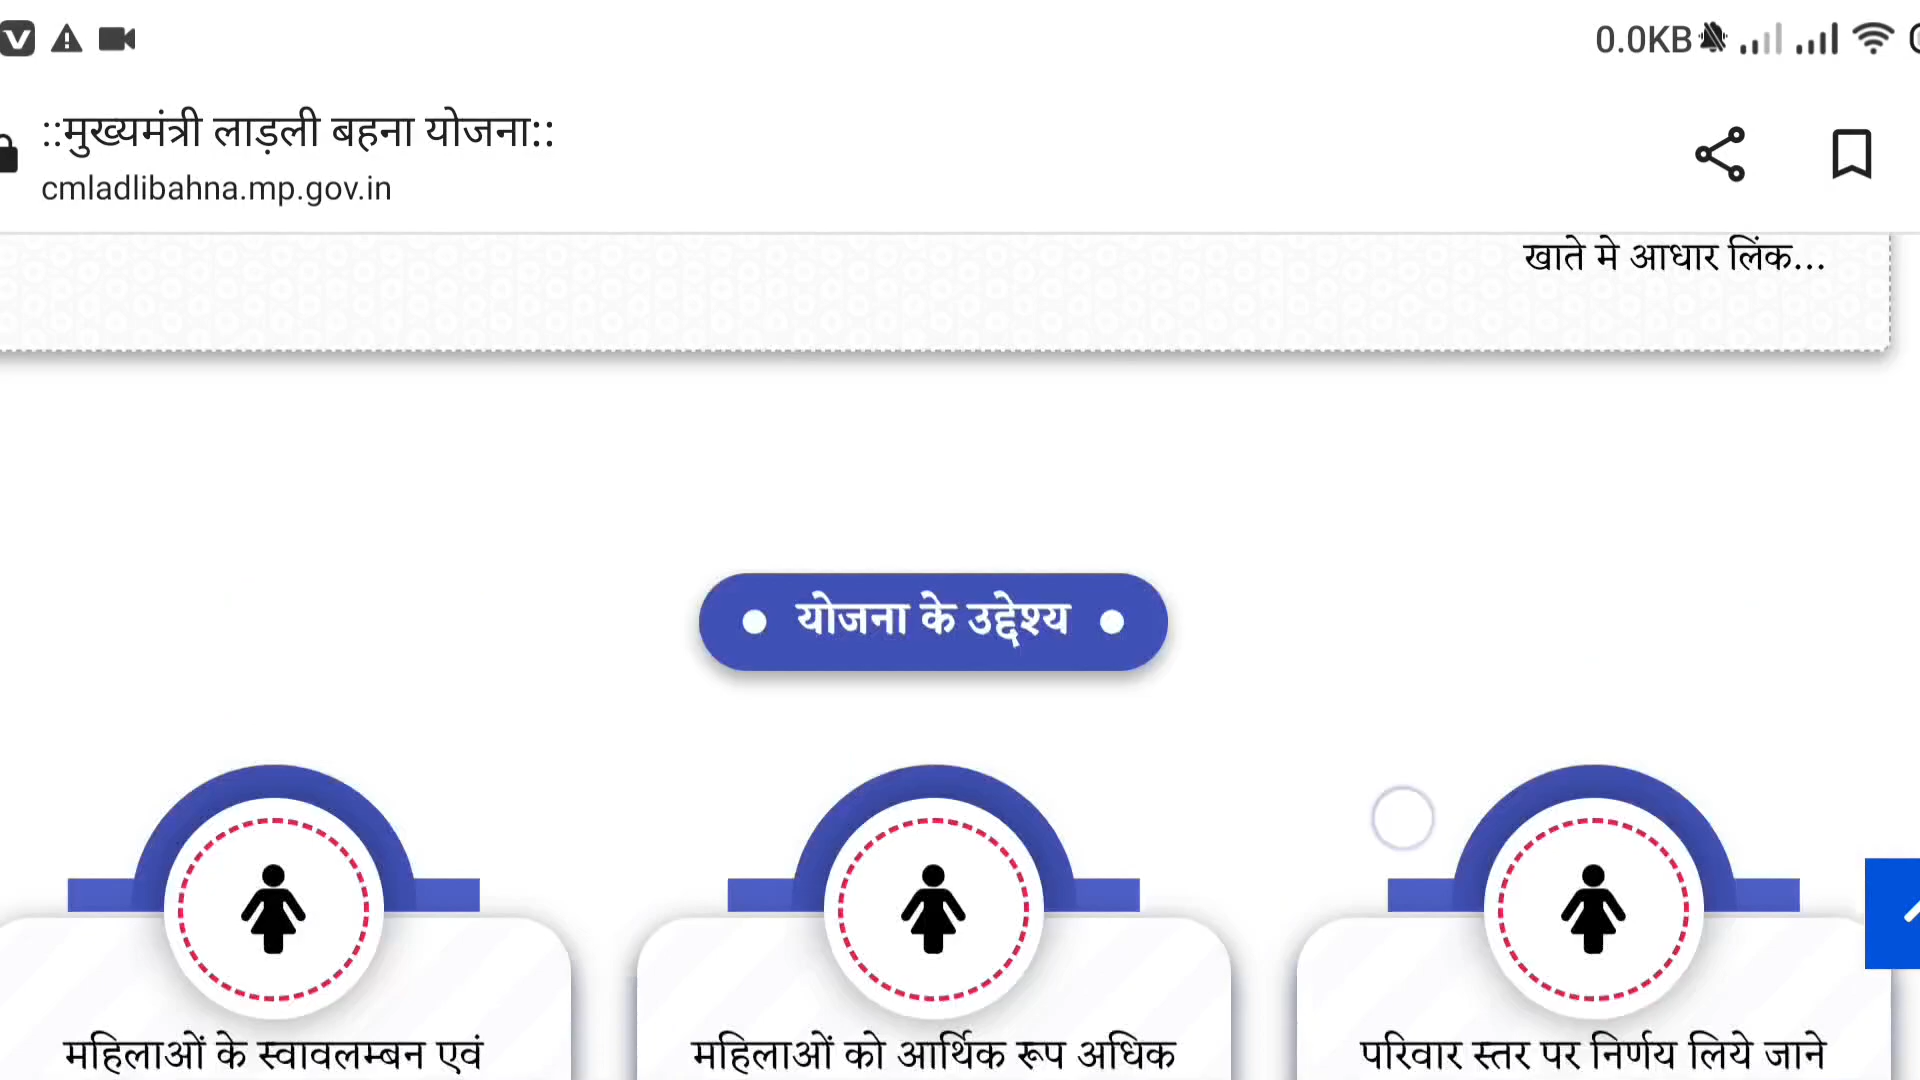 0.0KB
::मुख्यमंत्री लाड़ली बहना योजना::
cmladlibahna.mp.gov.in
खाते मे आधार लिंक...
योजना के उद्देश्य
महिलाओं के स्वावलम्बन एवं
महिलाओं को आर्थिक रूप अधिक
परिवार स्तर पर निर्णय लिये जाने